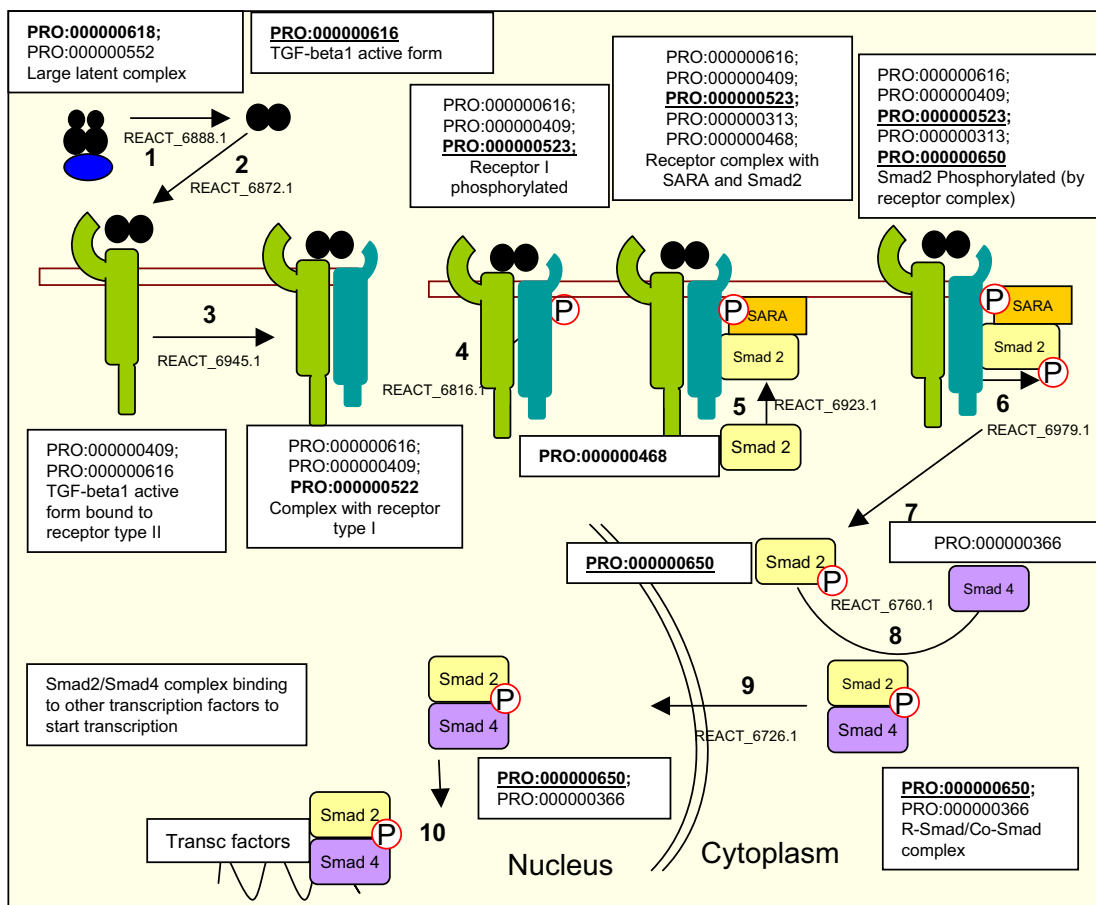 PRO:000000618;
PRO:000000552
Large latent complex
PRO:000000616
TGF-beta1 active form
PRO:000000616;
PRO:000000409;
PRO:000000523;
Receptor I
phosphorylated
PRO:000000616;
PRO:000000409;
PRO:000000523;
PRO:000000313;
PRO:000000468;
Receptor complex with
SARA and Smad2
PRO:000000616;
PRO:000000409;
PRO:000000523;
PRO:000000313;
PRO:000000650
Smad2 Phosphorylated (by
receptor complex)
REACT_6888.1
1
2
REACT_6872.1
3
REACT_6945.1
P
4
REACT_6816.1
P
SARA
Smad 2
5
REACT_6923.1
Smad 2
PRO:000000468
P
SARA
Smad 2
P
6
REACT_6979.1
PRO:000000409;
PRO:000000616
TGF-beta1 active
form bound to
receptor type II
PRO:000000616;
PRO:000000409;
PRO:000000522
Complex with receptor
type I
7
PRO:000000366
PRO:000000650
Smad 2
P
REACT_6760.1
Smad 4
8
Smad2/Smad4 complex binding
to other transcription factors to
start transcription
Smad 2
P
Smad 4
9
REACT_6726.1
Smad 2
P
Smad 4
PRO:000000650;
PRO:000000366
PRO:000000650;
PRO:000000366
R-Smad/Co-Smad
complex
10
Transc factors
Smad 2
P
Smad 4
Nucleus
Cytoplasm